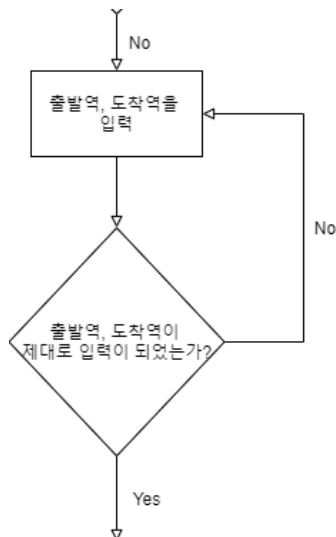 No
출발역, 도착역을
입력
No
출발역, 도착역이
제대로 입력이 되었는가?
Yes